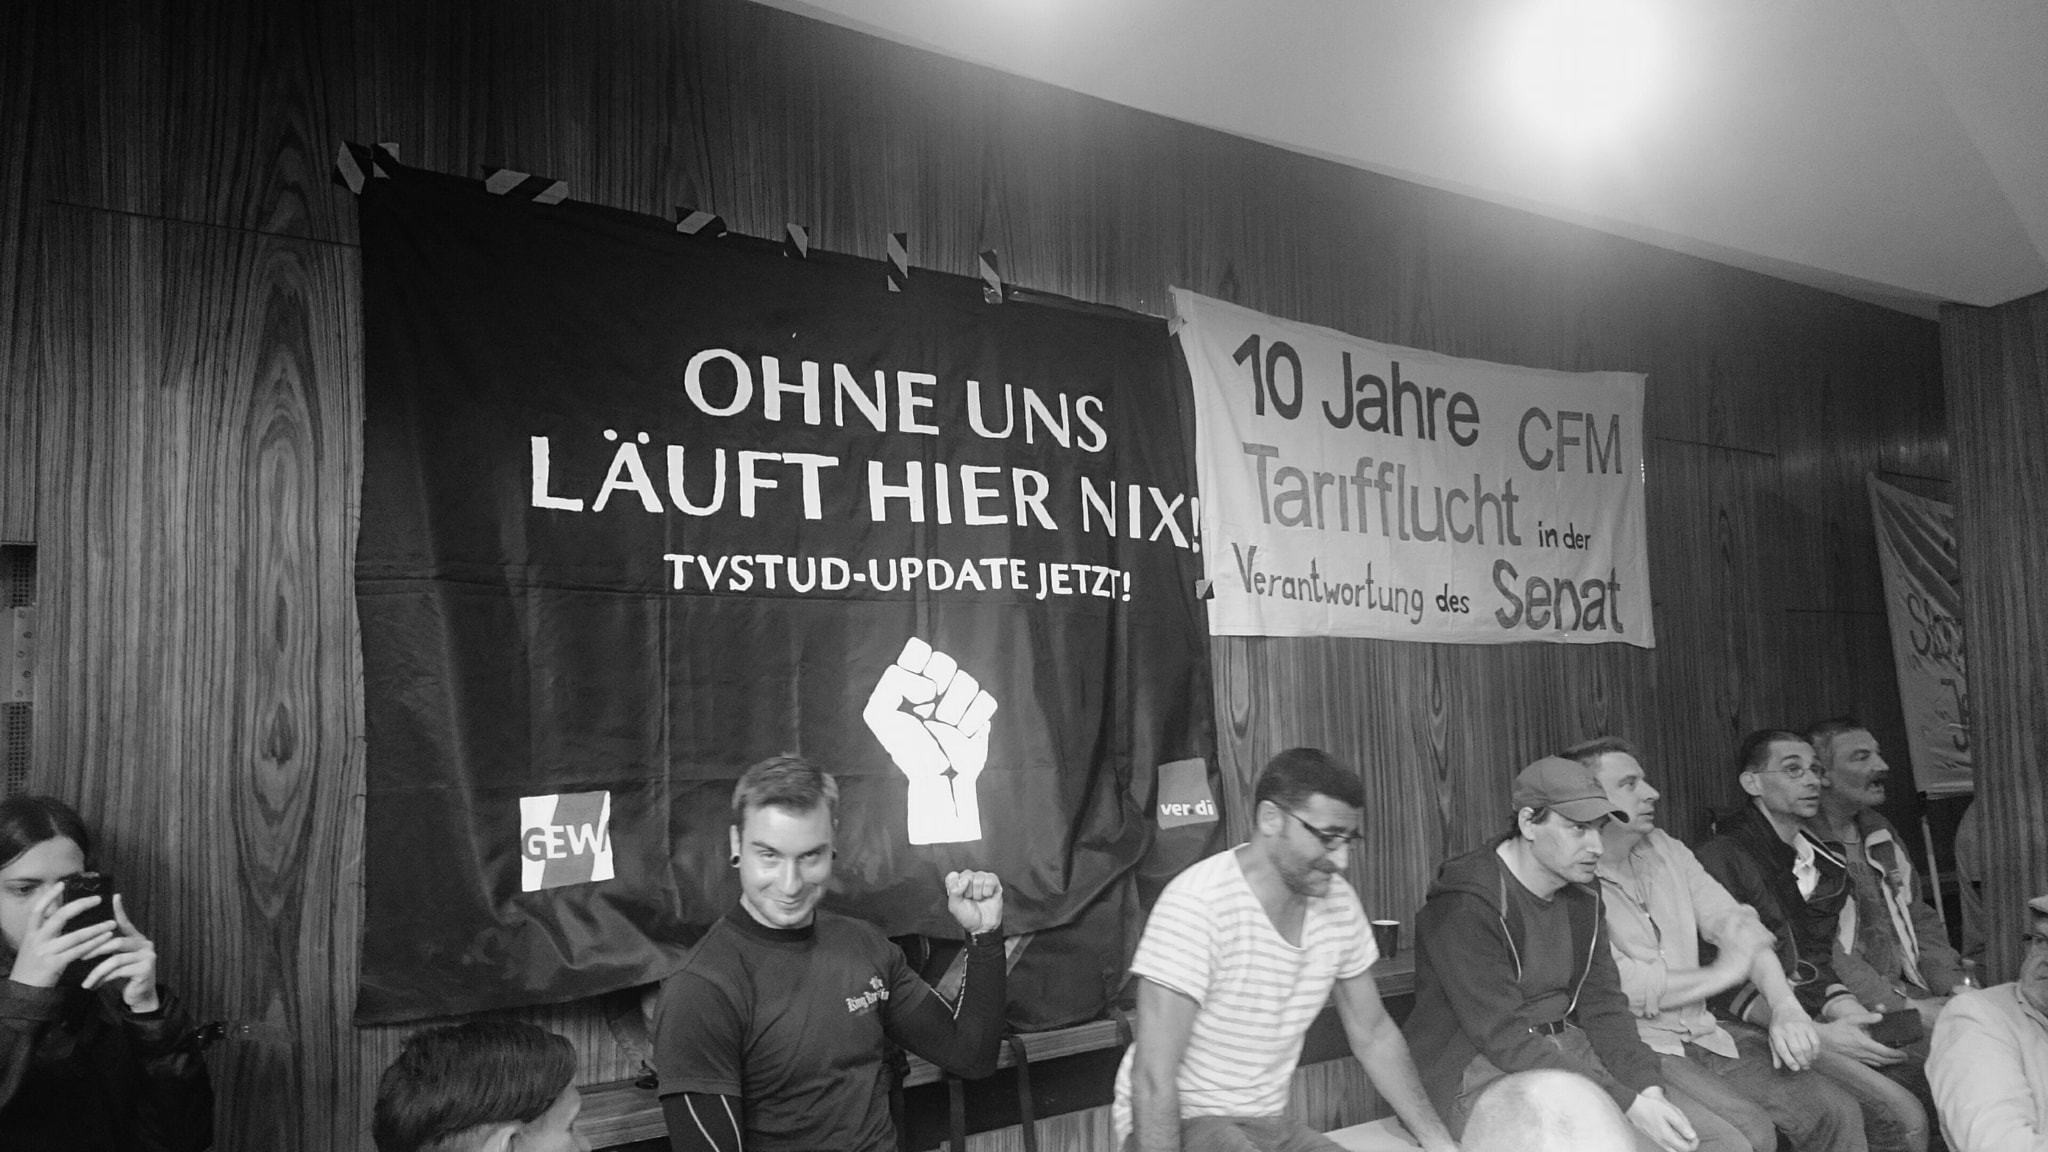 OHNE UNS
LÄUFT HIER NIX!
TVSTUD-UPDATE JETZT!
GEW
ver di
10 Jahre CFM
Tarifflucht in der
Verantwortung des Senat